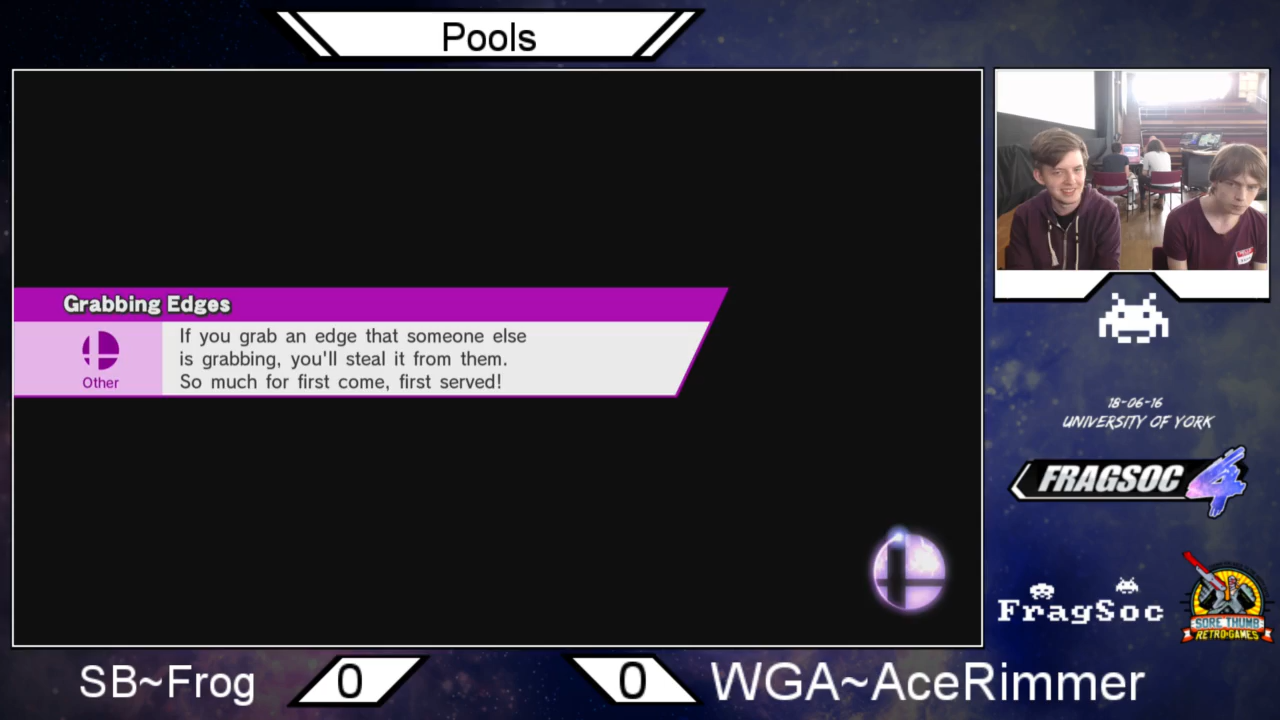 Pools
Grabbing Edges
If you grab an edge that someone else
is grabbing, you'll steal it from them.
So much for first come, first served!
Other
18-06-16
UNIVERSITY OF YORK
FRAGSOC 4
FragSoc
SORE THUMB
RETRO GAMES
SB~Frog
0
0
WGA~AceRimmer